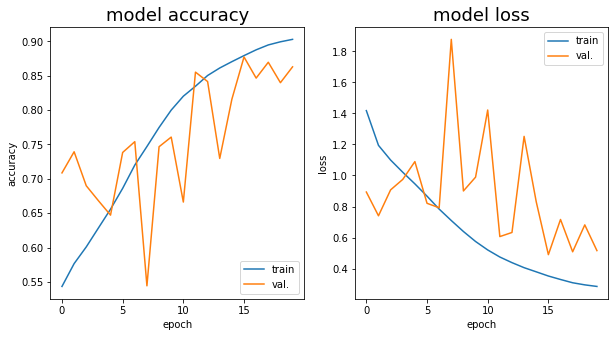 model accuracy
accuracy
0.90
0.85
0.80
0.75
0.70
0.65
0.60
0.55
train
val.
0 5 10 15
epoch
model loss
loss
1.8
1.6
1.4
1.2
1.0
0.8
0.6
0.4
train
val.
0 5 10 15
epoch